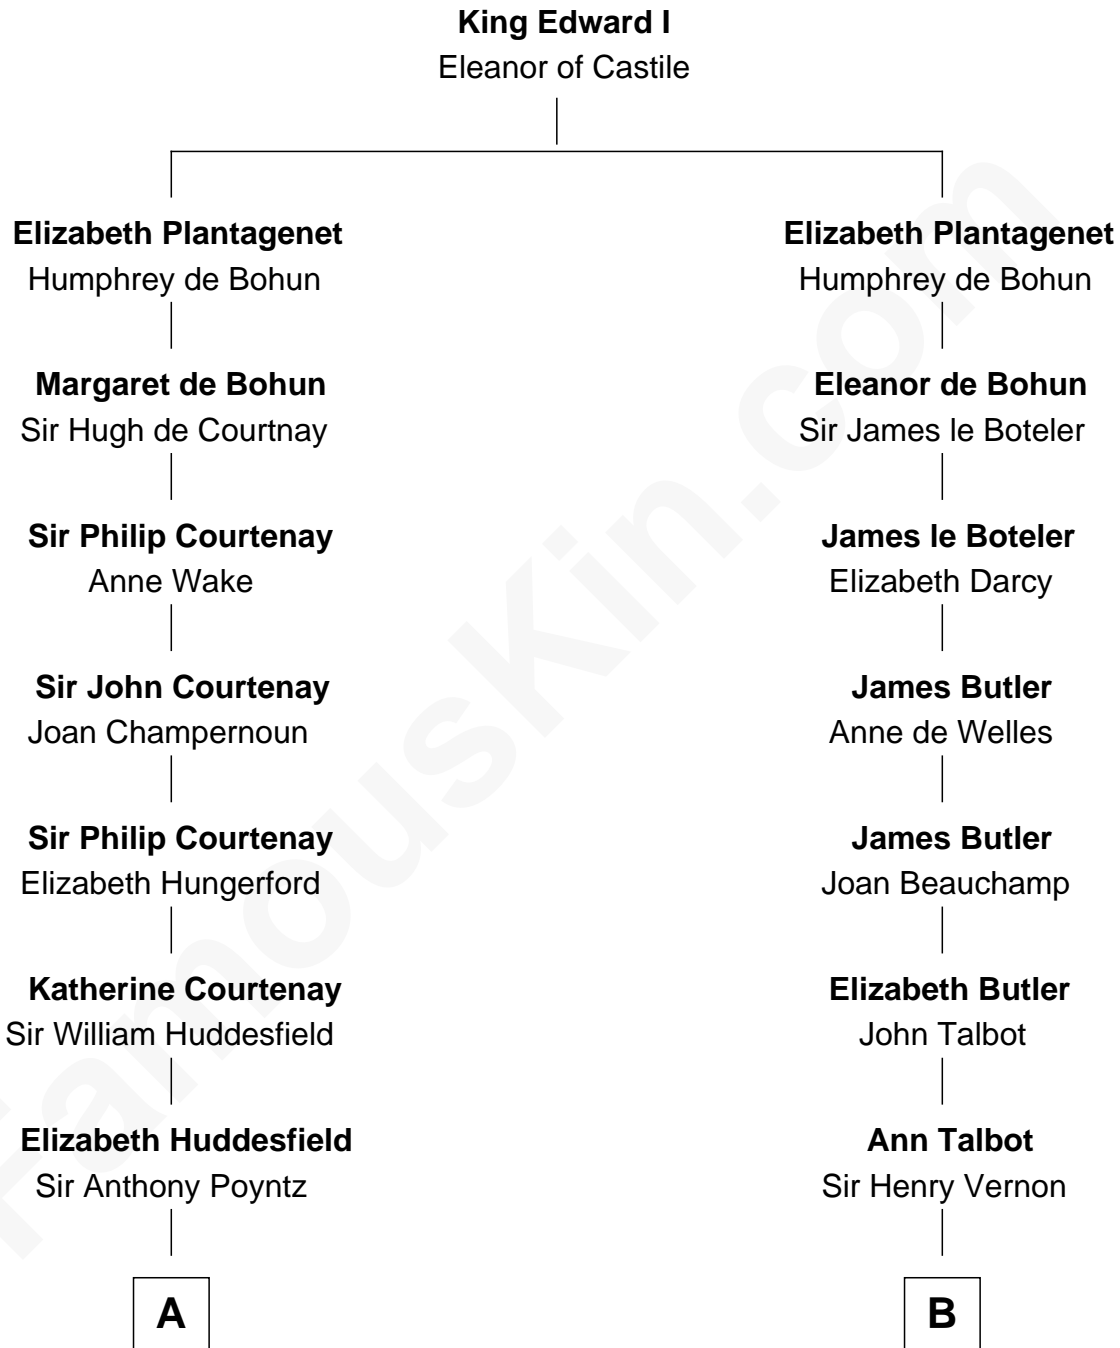 King Edward I
Eleanor of Castile
Elizabeth Plantagenet
Humphrey de Bohun
Elizabeth Plantagenet
Humphrey de Bohun
Margaret de Bohun
Sir Hugh de Courtnay
Eleanor de Bohun
Sir James le Boteler
Sir Philip Courtenay
Anne Wake
James le Boteler
Elizabeth Darcy
Sir John Courtenay
Joan Champernoun
James Butler
Anne de Welles
Sir Philip Courtenay
Elizabeth Hungerford
James Butler
Joan Beauchamp
Katherine Courtenay
Sir William Huddesfield
Elizabeth Butler
John Talbot
Elizabeth Huddesfield
Sir Anthony Poyntz
Ann Talbot
Sir Henry Vernon
A
B
FamousKin.com